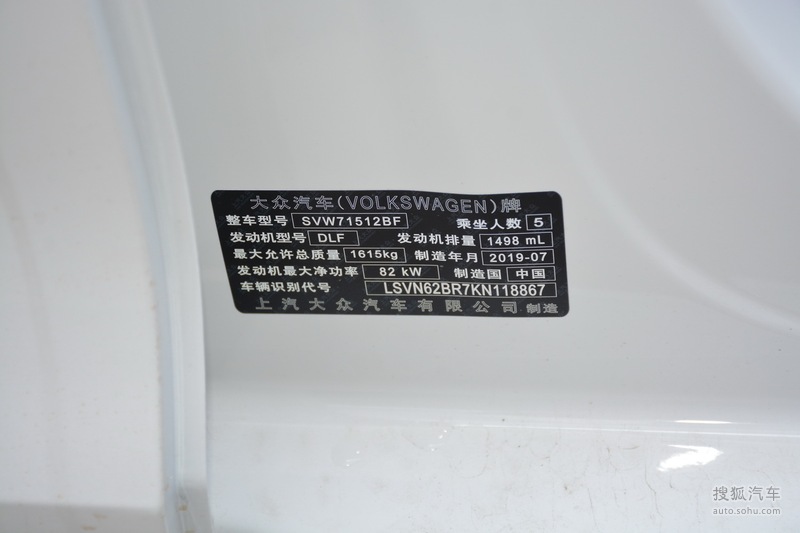 大众汽车(VOLKSWAGEN)牌
整车型号 SVW71512BF 乘坐人数 5
发动机型号 DLF 发动机排量 1498 mL
最大允许总质量 1615kg 制造年月 2019-07
发动机最大净功率 82 kW 制造国 中国
车辆识别代号 LSVN62BR7KN118867
上汽大众汽车有限公司 制造
搜狐汽车
auto.sohu.com